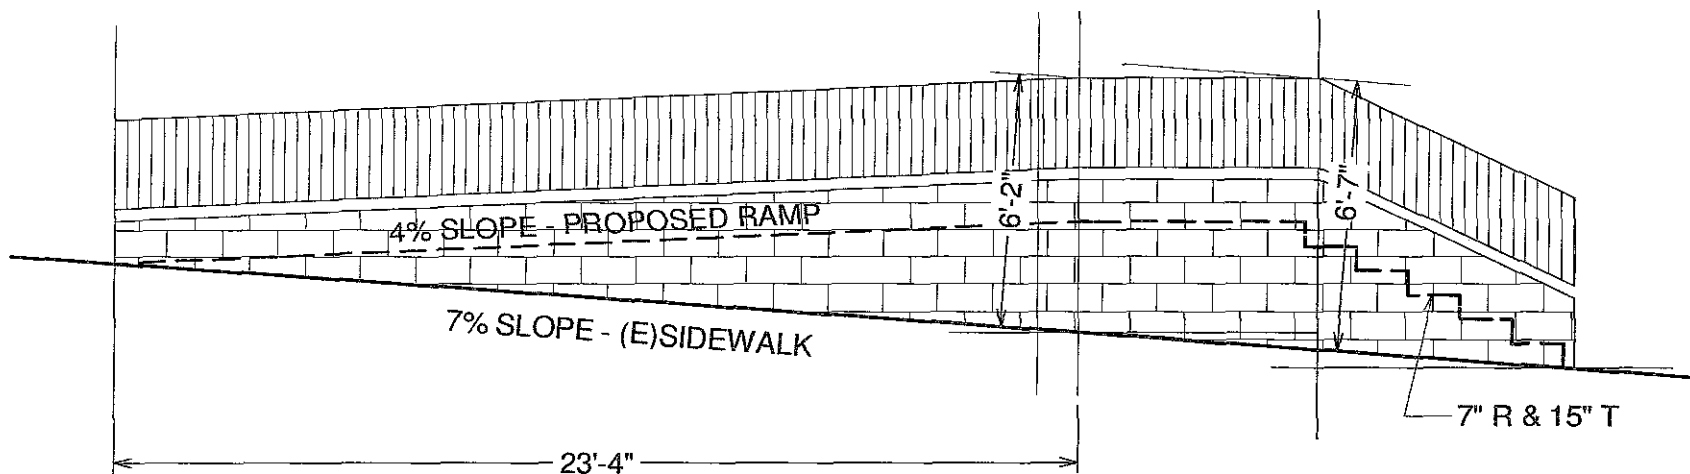 4% SLOPE - PROPOSED RAMP
6'-2"
6'-7"
7% SLOPE - (E)SIDEWALK
7" R & 15" T
23'-4"